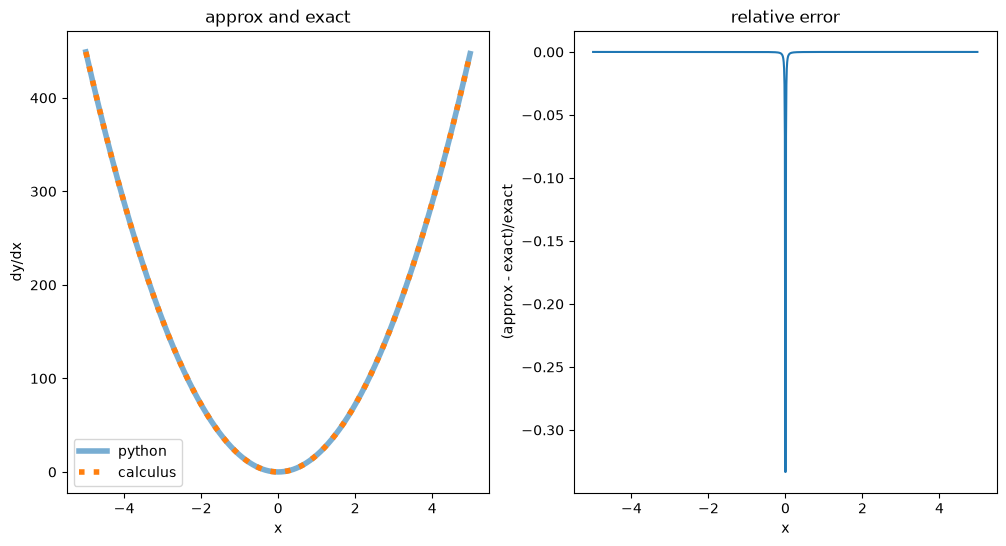 approx and exact
dy/dx
400
300
200
100
0
python
calculus
−4
−2
0
2
4
x
relative error
(approx - exact)/exact
0.00
−0.05
−0.10
−0.15
−0.20
−0.25
−0.30
−4
−2
0
2
4
x